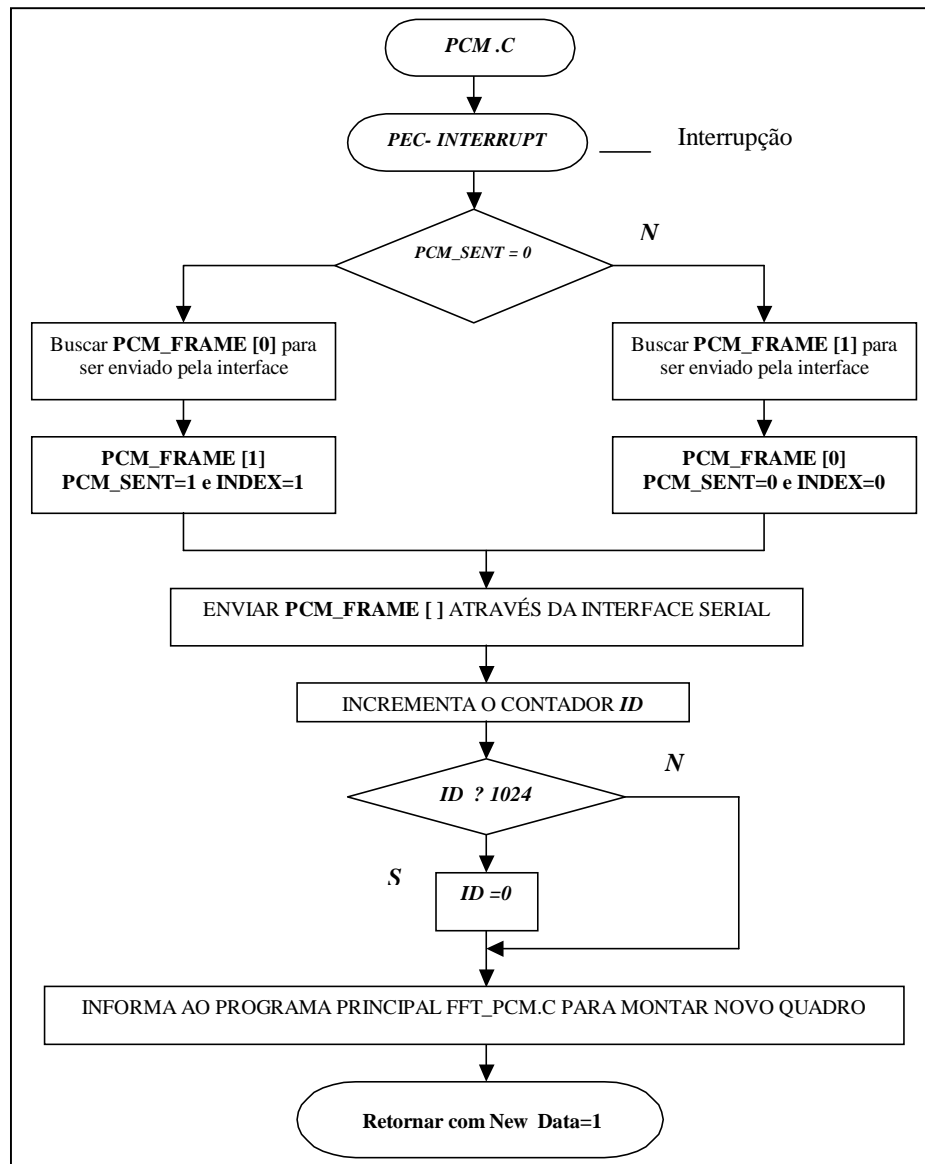 PCM .C
PEC- INTERRUPT
Interrupção
PCM_SENT = 0
N
Buscar PCM_FRAME [0] para
ser enviado pela interface
Buscar PCM_FRAME [1] para
ser enviado pela interface
PCM_FRAME [1]
PCM_SENT=1 e INDEX=1
PCM_FRAME [0]
PCM_SENT=0 e INDEX=0
ENVIAR PCM_FRAME [ ] ATRAVÉS DA INTERFACE SERIAL
INCREMENTA O CONTADOR ID
N
ID ? 1024
S
ID =0
INFORMA AO PROGRAMA PRINCIPAL FFT_PCM.C PARA MONTAR NOVO QUADRO
Retornar com New Data=1